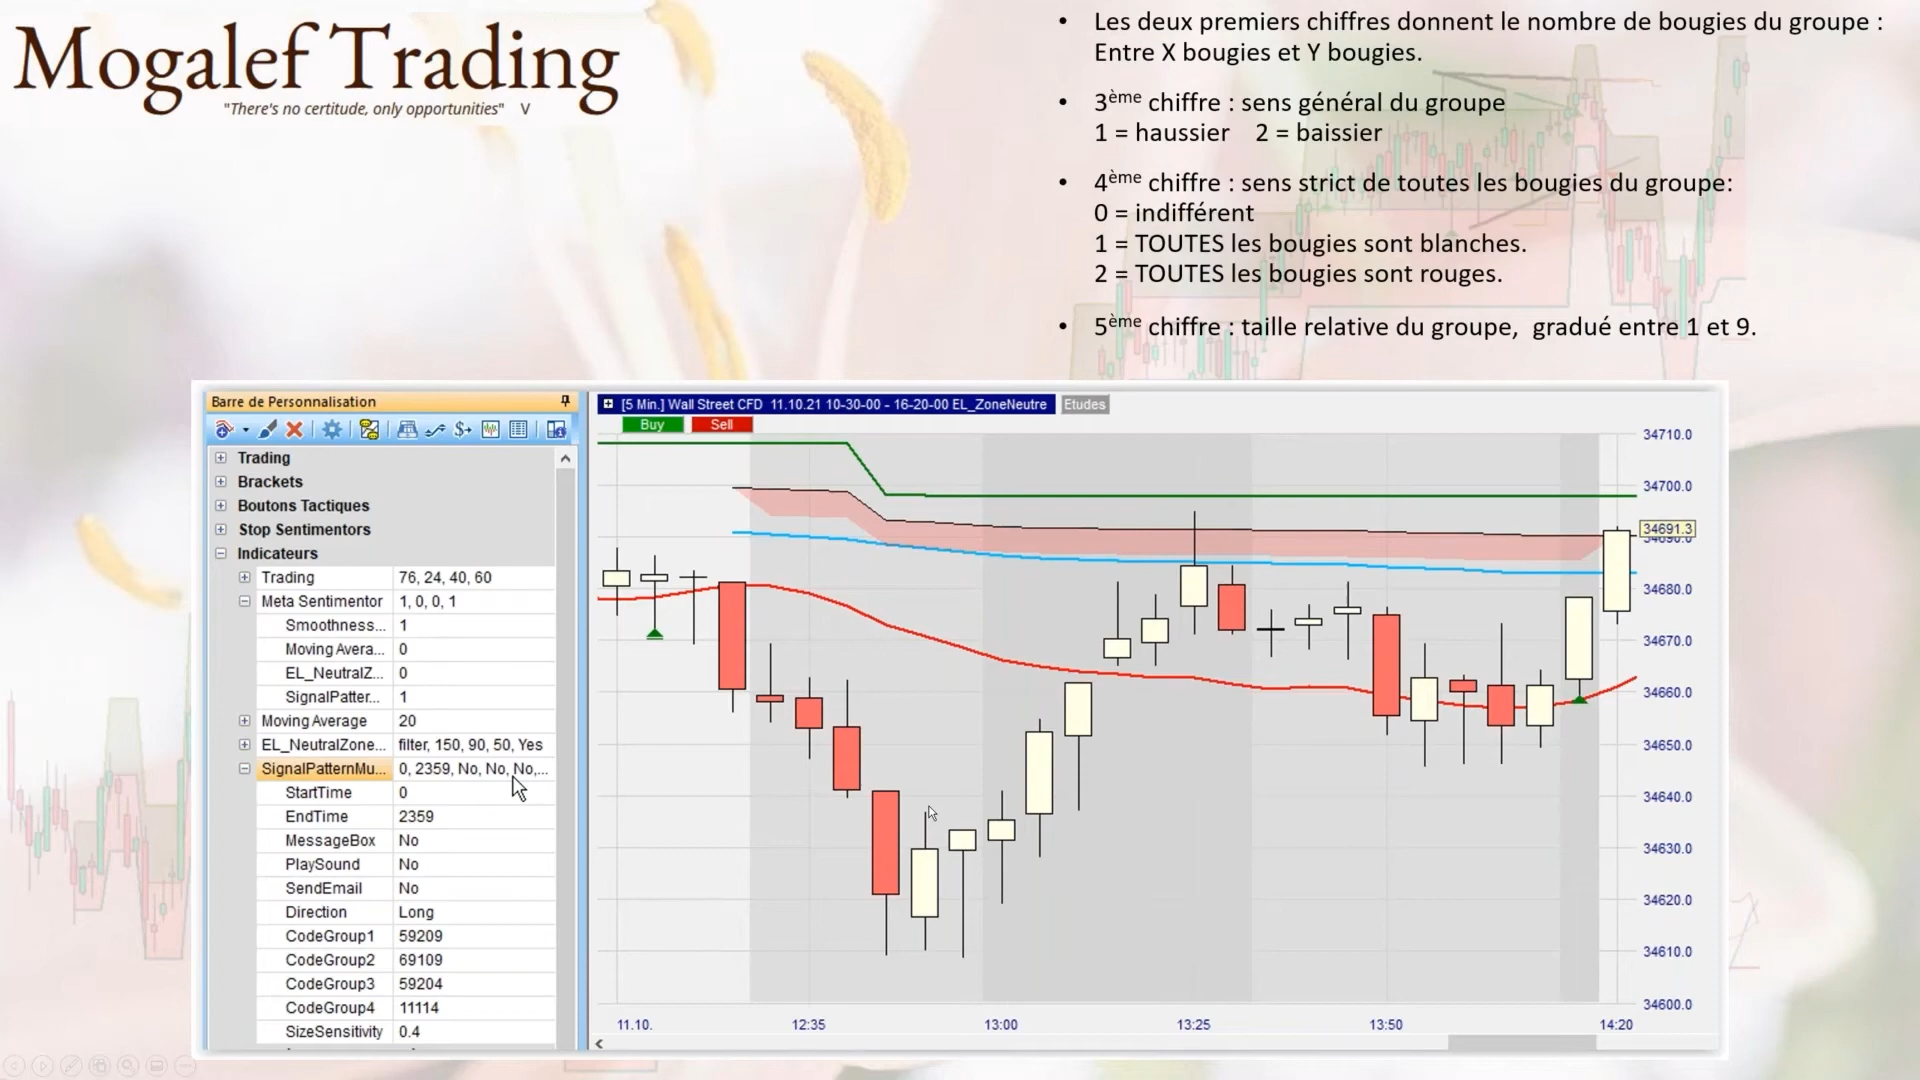 Mogalef Trading
"There's no certitude, only opportunities" V
• Les deux premiers chiffres donnent le nombre de bougies du groupe :
Entre X bougies et Y bougies.
• 3ème chiffre : sens général du groupe
1 = haussier 2 = baissier
• 4ème chiffre : sens strict de toutes les bougies du groupe:
0 = indifférent
1 = TOUTES les bougies sont blanches.
2 = TOUTES les bougies sont rouges.
• 5ème chiffre : taille relative du groupe, gradué entre 1 et 9.
Barre de Personnalisation
Trading
Brackets
Boutons Tactiques
Stop Sentimentors
Indicateurs
Trading 76, 24, 40, 60
Meta Sentimentor 1, 0, 0, 1
Smoothness... 1
Moving Avera... 0
EL_NeutralZ... 0
SignalPatter... 1
Moving Average 20
EL_NeutralZone... filter, 150, 90, 50, Yes
SignalPatternMu... 0, 2359, No, No, No,...
StartTime 0
EndTime 2359
MessageBox No
PlaySound No
SendEmail No
Direction Long
CodeGroup1 59209
CodeGroup2 69109
CodeGroup3 59204
CodeGroup4 11114
SizeSensitivity 0.4
[5 Min.] Wall Street CFD 11.10.21 10-30-00 - 16-20-00 EL_ZoneNeutre Etudes
Buy Sell
34710.0
34700.0
34691.3
34690.0
34680.0
34670.0
34660.0
34650.0
34640.0
34630.0
34620.0
34610.0
34600.0
11.10. 12:35 13:00 13:25 13:50 14:20